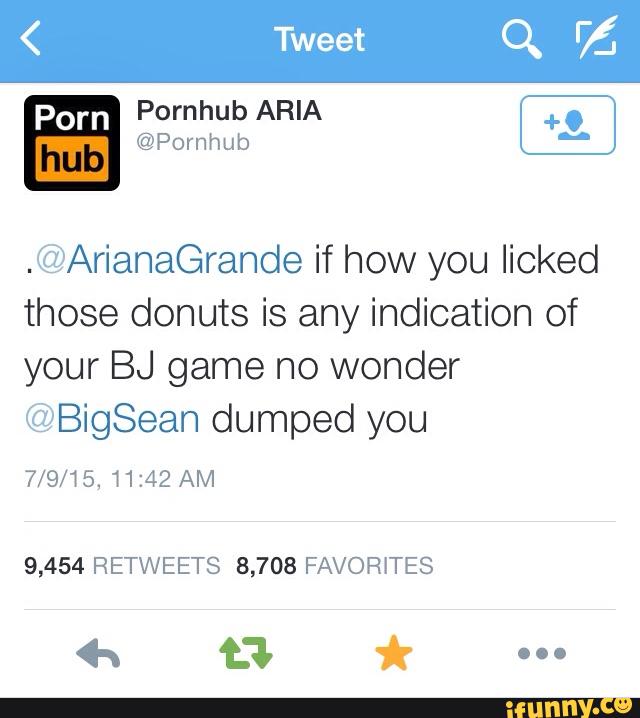 Tweet
Porn
hub
Pornhub ARIA
@Pornhub
.@ArianaGrande if how you licked
those donuts is any indication of
your BJ game no wonder
@BigSean dumped you
7/9/15, 11:42 AM
9,454 RETWEETS 8,708 FAVORITES
ifunny.co